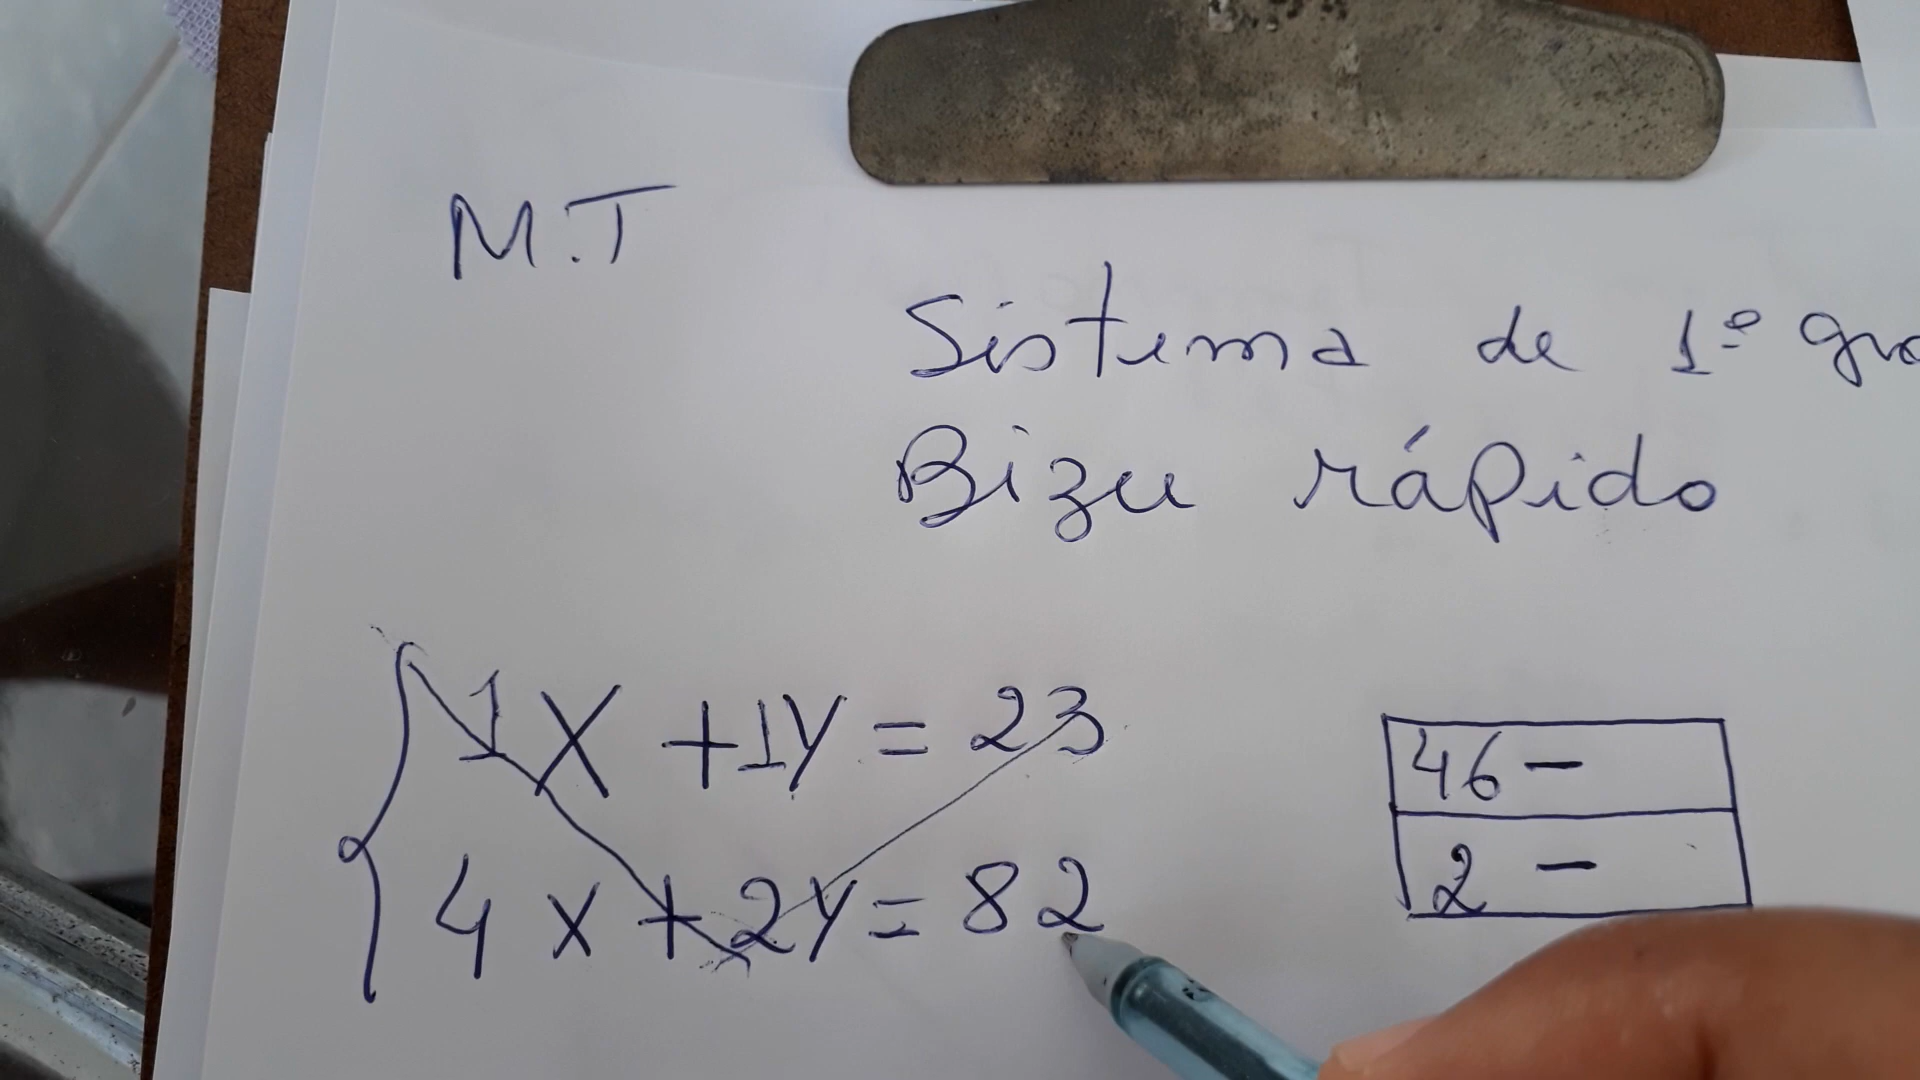 M.T
Sistema de 1º gra
Bizu rápido
1X + 1Y = 23
4X + 2Y = 82
46 -
2 -